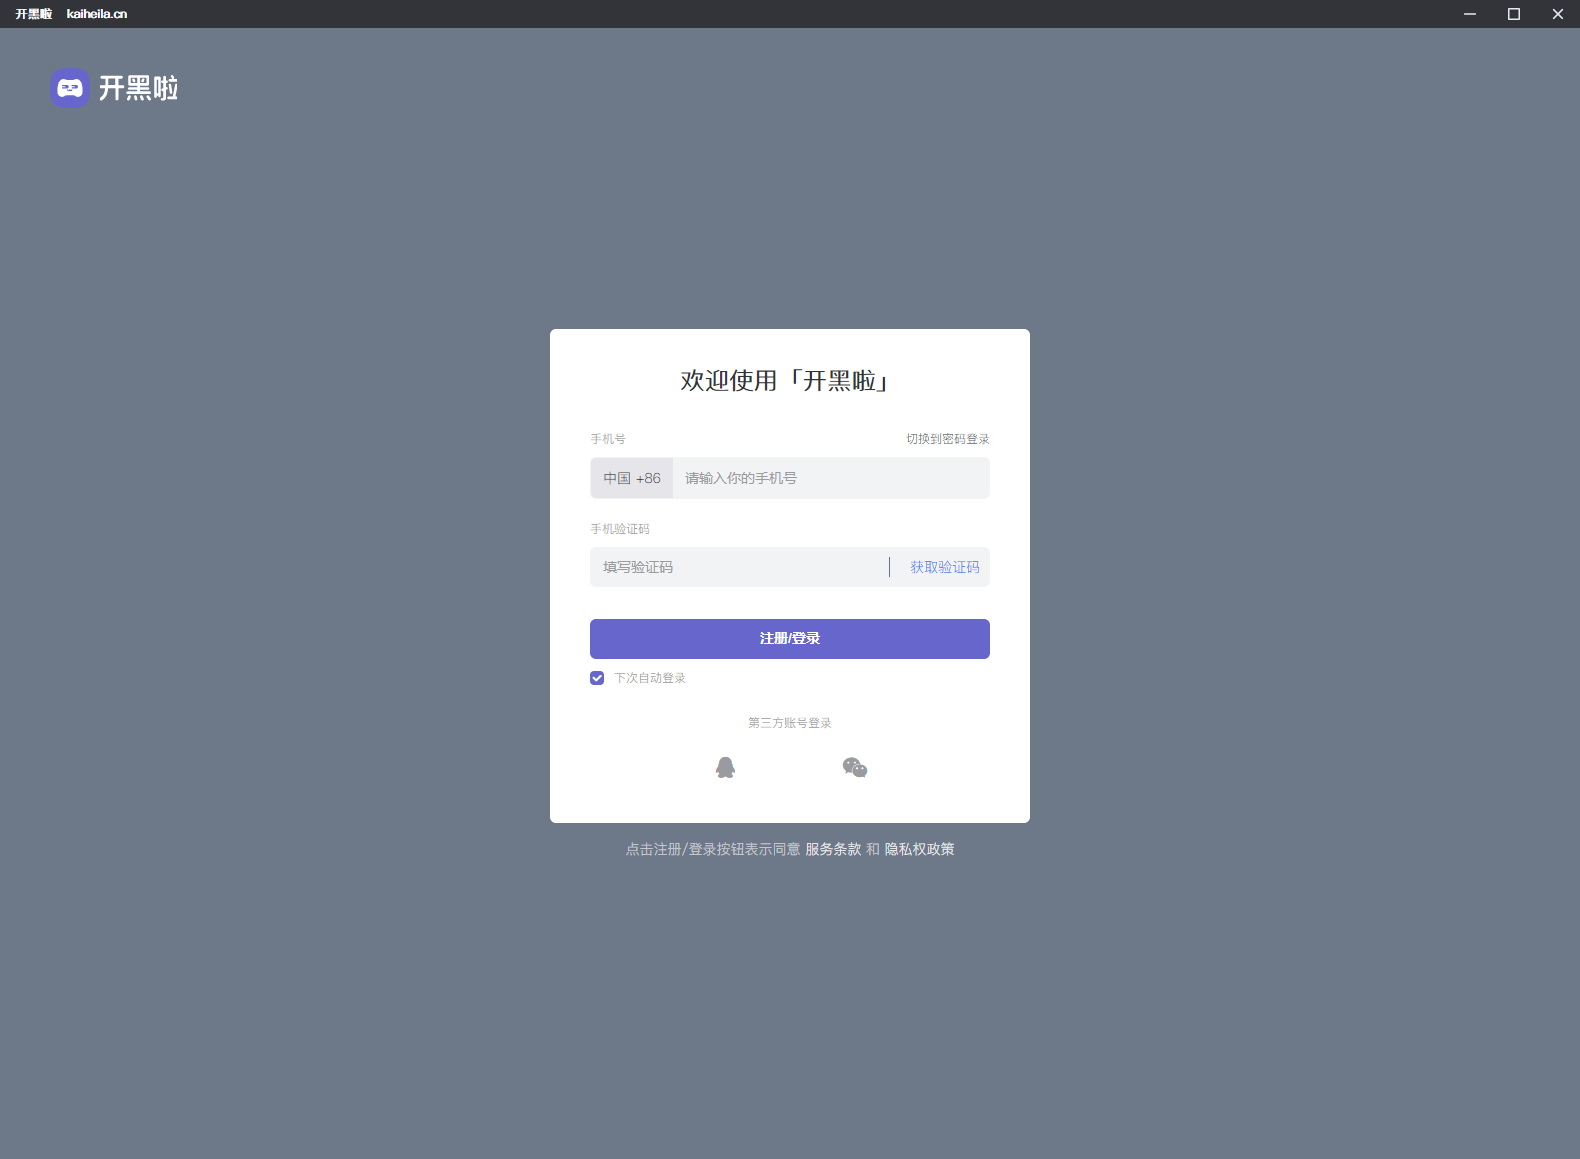 开黑啦 kaiheila.cn
开黑啦
欢迎使用「开黑啦」
手机号 切换到密码登录
中国 +86 请输入你的手机号
手机验证码
填写验证码 获取验证码
注册/登录
下次自动登录
第三方账号登录
点击注册/登录按钮表示同意 服务条款 和 隐私权政策